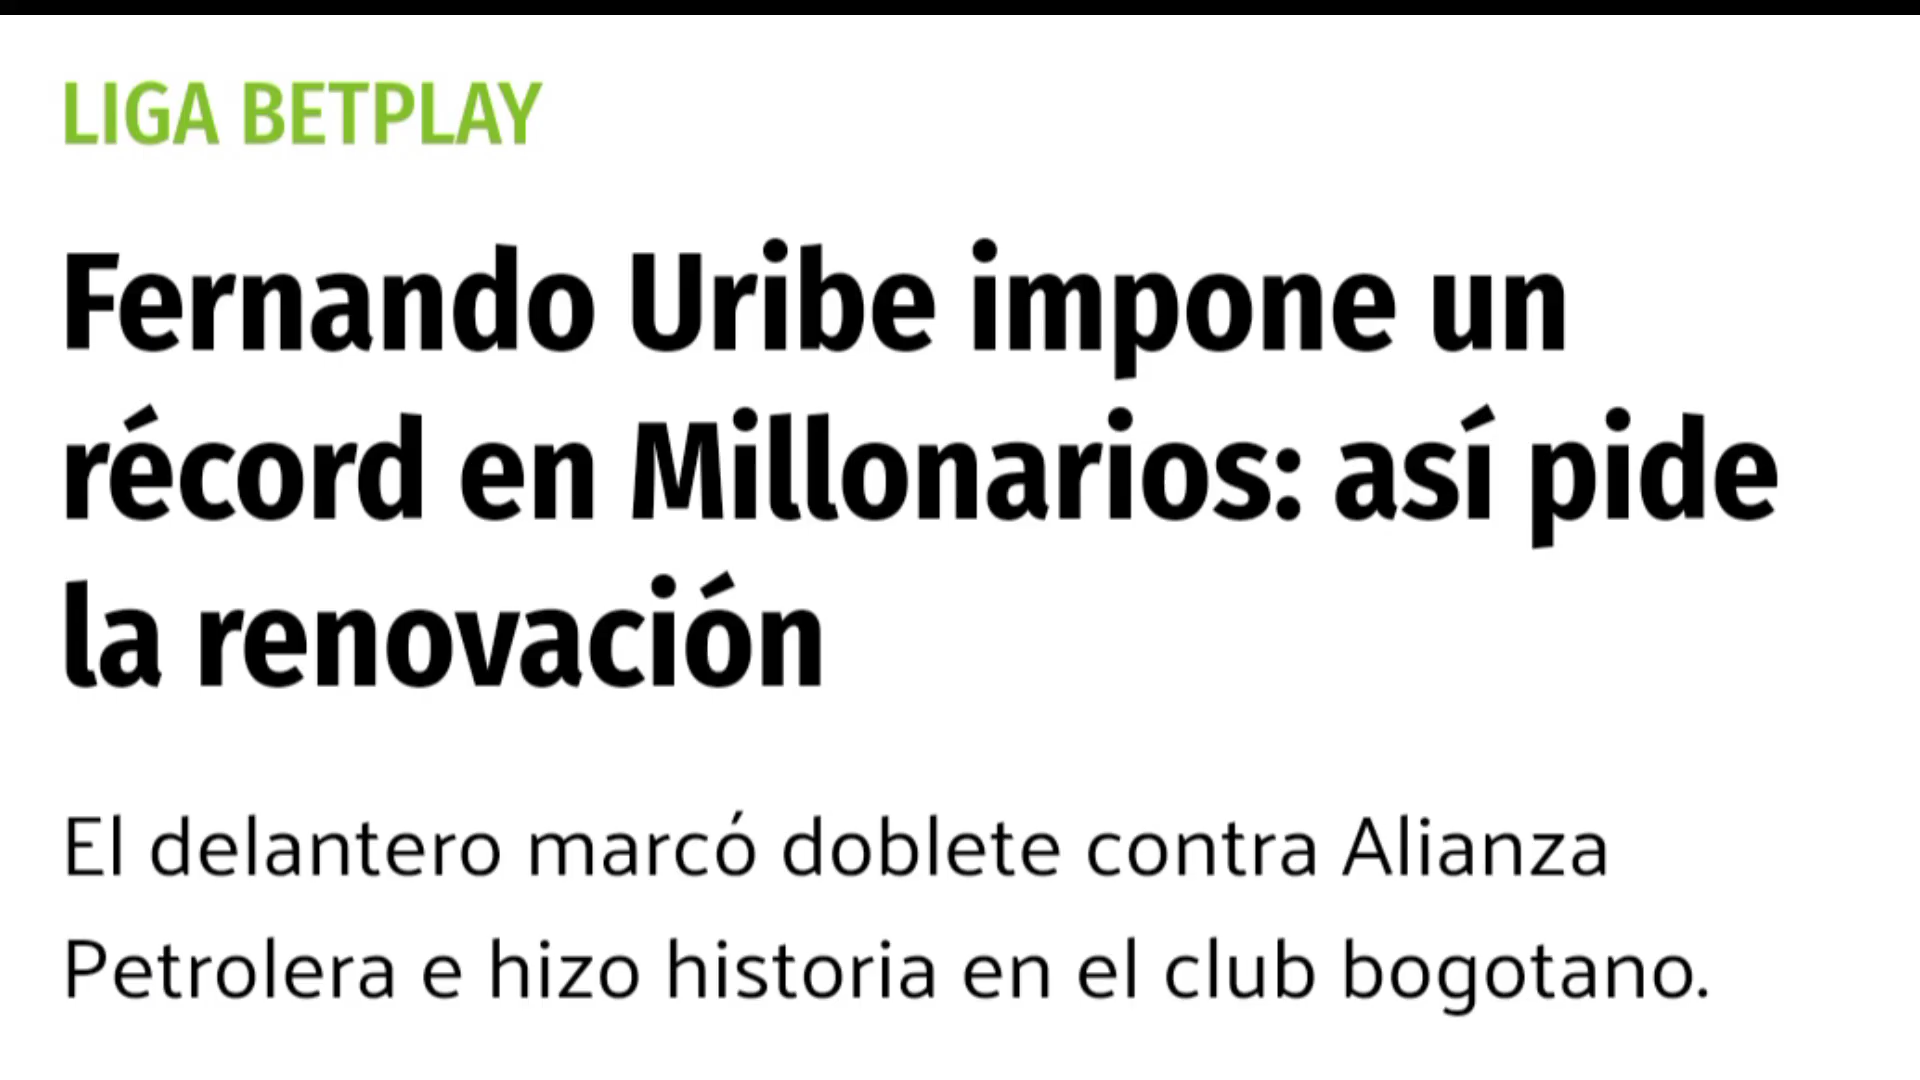 LIGA BETPLAY
Fernando Uribe impone un
récord en Millonarios: así pide
la renovación
El delantero marcó doblete contra Alianza
Petrolera e hizo historia en el club bogotano.